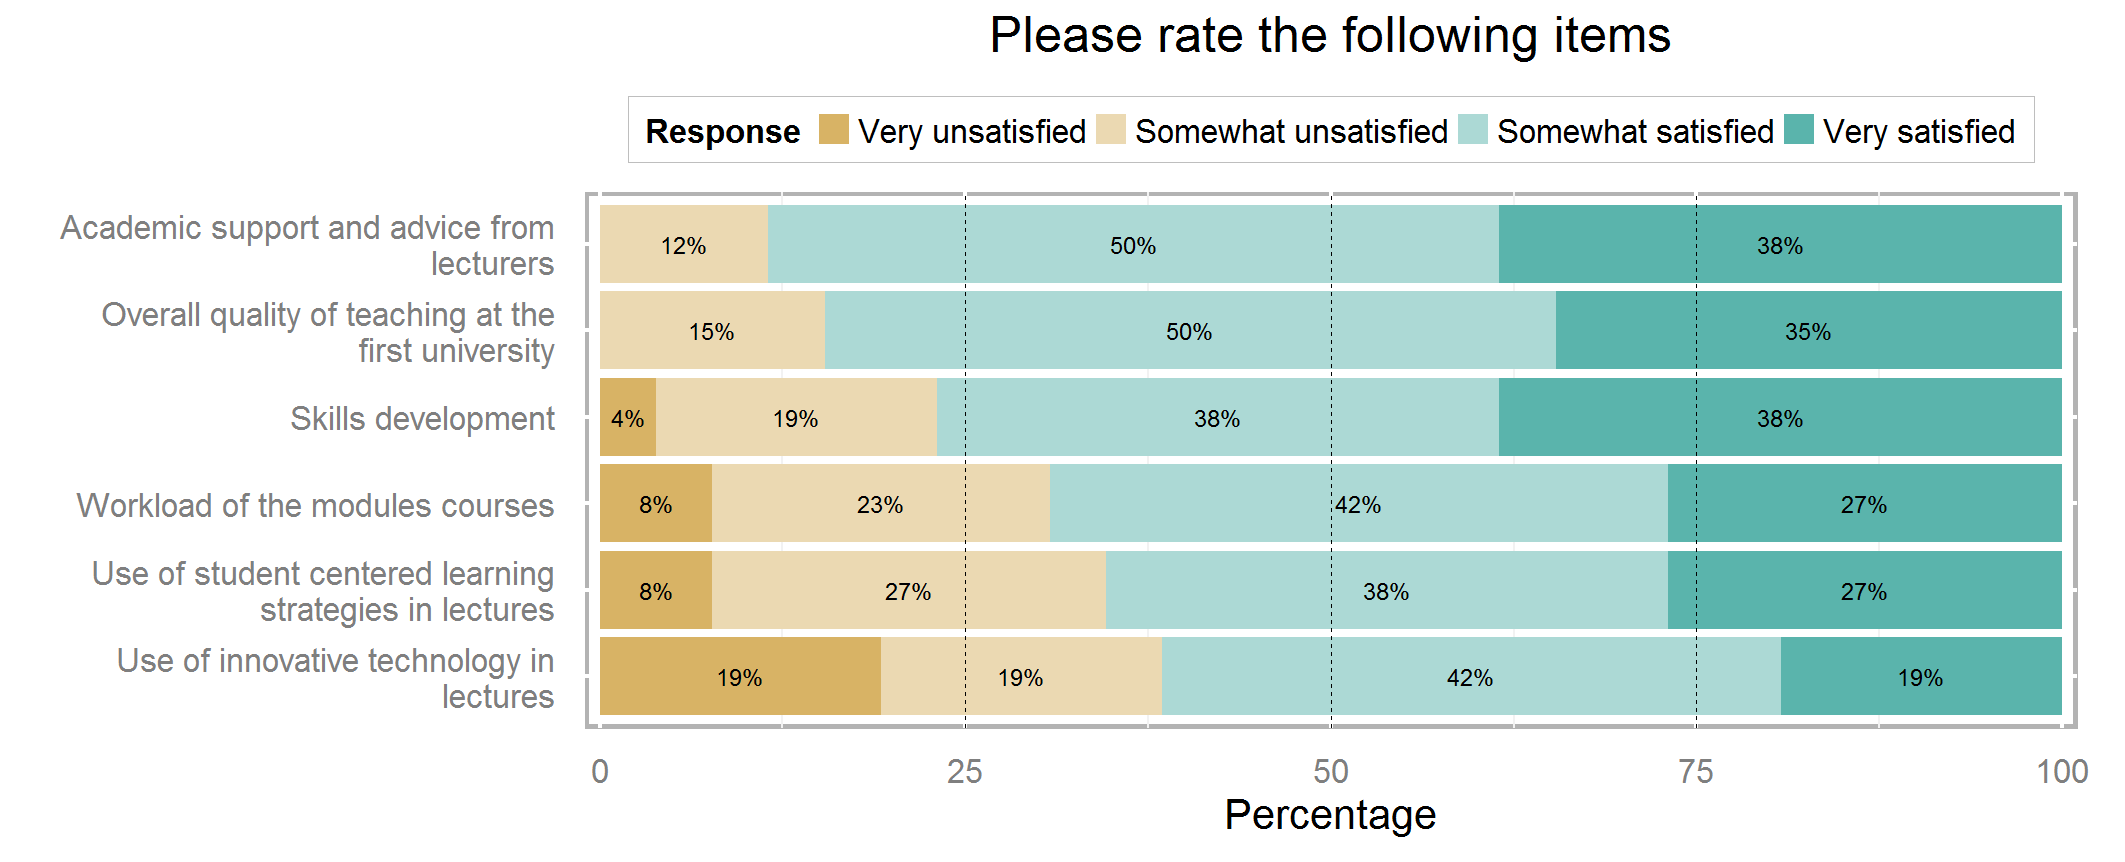 Please rate the following items
Response Very unsatisfied Somewhat unsatisfied Somewhat satisfied Very satisfied
Academic support and advice from
lecturers
12% 50% 38%
Overall quality of teaching at the
first university
15% 50% 35%
Skills development
4% 19% 38% 38%
Workload of the modules courses
8% 23% 42% 27%
Use of student centered learning
strategies in lectures
8% 27% 38% 27%
Use of innovative technology in
lectures
19% 19% 42% 19%
0 25 50 75 100
Percentage